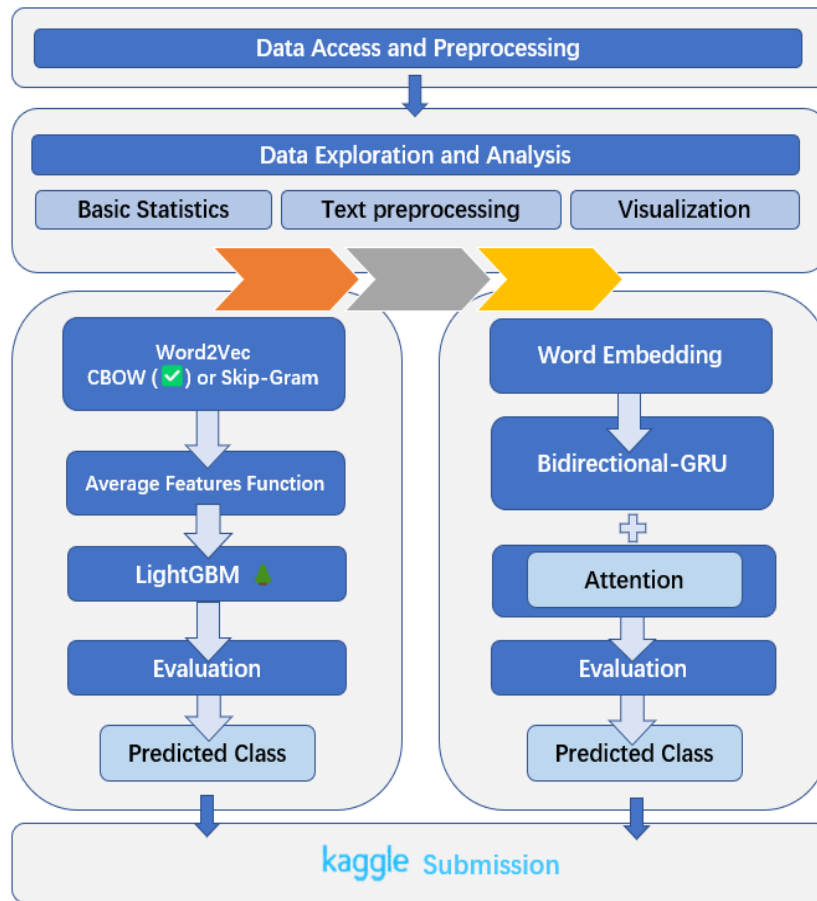 Data Access and Preprocessing
Data Exploration and Analysis
Basic Statistics
Text preprocessing
Visualization
Word2Vec
CBOW (✅) or Skip-Gram
Average Features Function
LightGBM 🌲
Evaluation
Predicted Class
Word Embedding
Bidirectional-GRU
Attention
Evaluation
Predicted Class
kaggle Submission